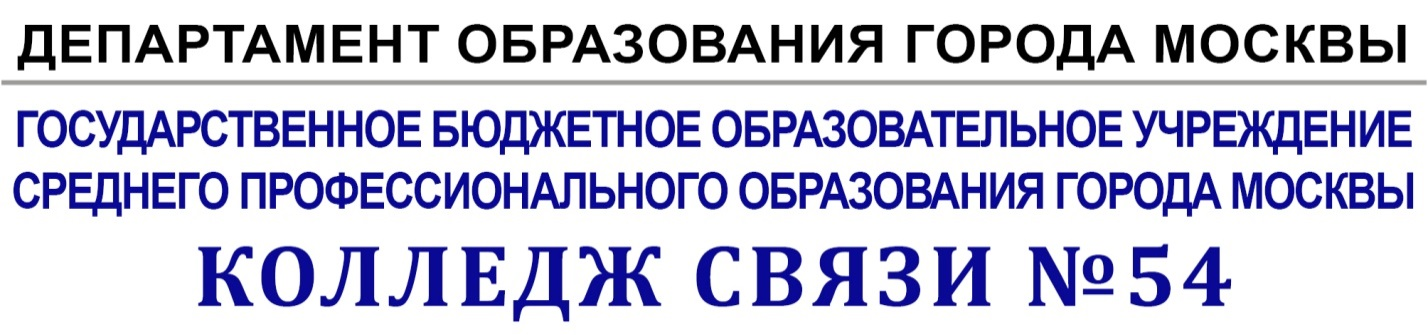 ДЕПАРТАМЕНТ ОБРАЗОВАНИЯ ГОРОДА МОСКВЫ
ГОСУДАРСТВЕННОЕ БЮДЖЕТНОЕ ОБРАЗОВАТЕЛЬНОЕ УЧРЕЖДЕНИЕ
СРЕДНЕГО ПРОФЕССИОНАЛЬНОГО ОБРАЗОВАНИЯ ГОРОДА МОСКВЫ
КОЛЛЕДЖ СВЯЗИ №54